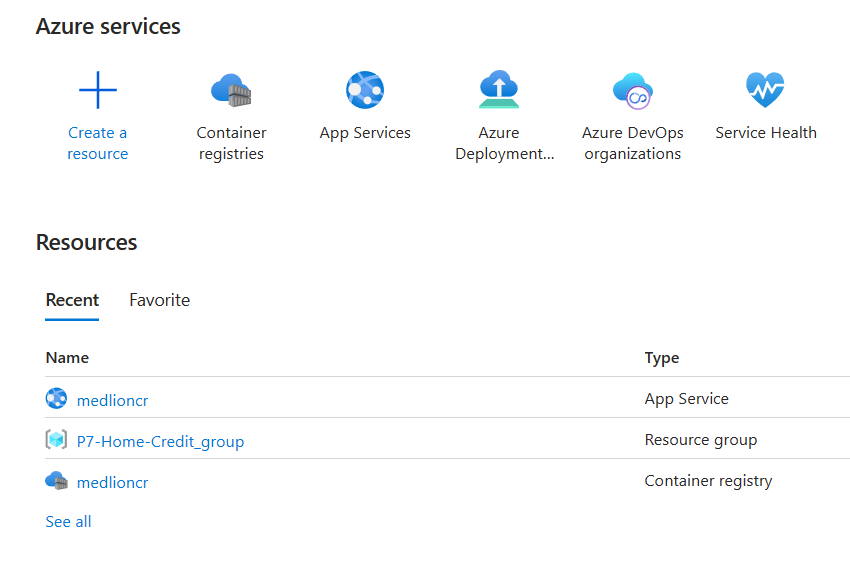 Azure services
Create a
resource
Container
registries
App Services
Azure
Deployment...
Azure DevOps
organizations
Service Health
Resources
Recent
Favorite
Name
Type
medlioncr
App Service
P7-Home-Credit_group
Resource group
medlioncr
Container registry
See all